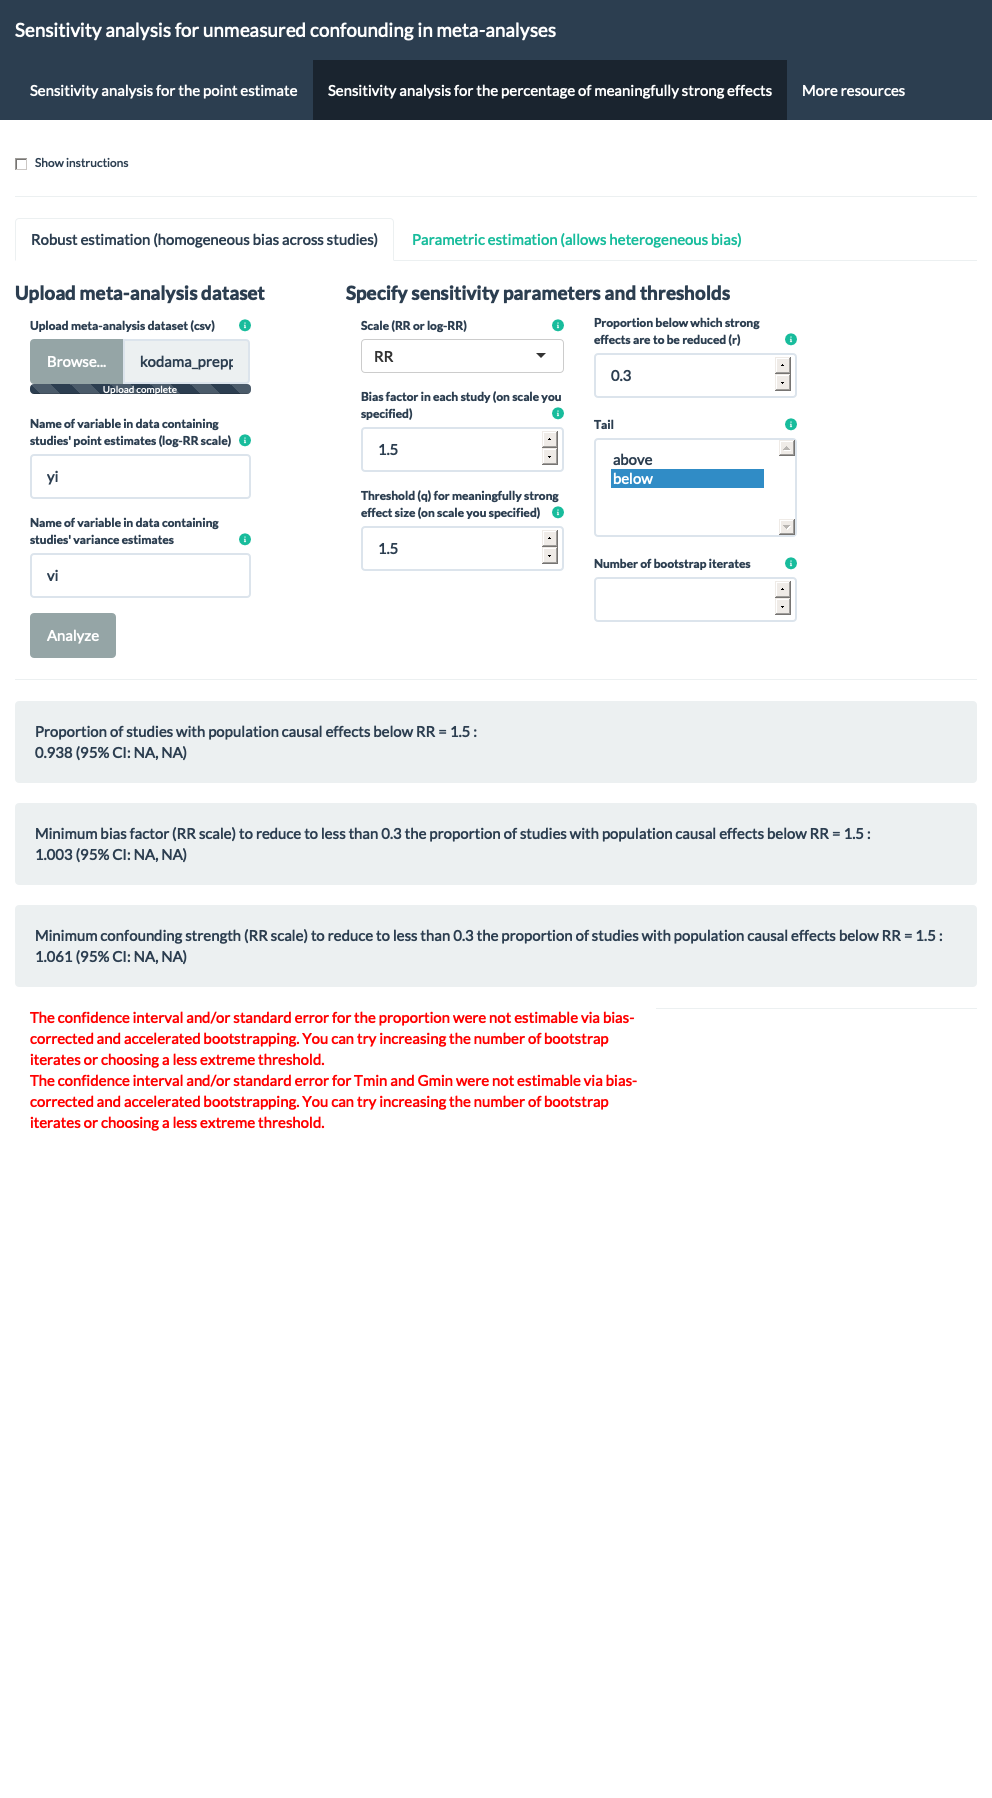 Sensitivity analysis for unmeasured confounding in meta-analyses
Sensitivity analysis for the point estimate
Sensitivity analysis for the percentage of meaningfully strong effects
More resources
Show instructions
Robust estimation (homogeneous bias across studies)
Parametric estimation (allows heterogeneous bias)
Upload meta-analysis dataset
Upload meta-analysis dataset (csv)
Browse...
kodama_prepp
Upload complete
Name of variable in data containing
studies' point estimates (log-RR scale)
yi
Name of variable in data containing
studies' variance estimates
vi
Analyze
Specify sensitivity parameters and thresholds
Scale (RR or log-RR)
RR
Bias factor in each study (on scale you
specified)
1.5
Threshold (q) for meaningfully strong
effect size (on scale you specified)
1.5
Proportion below which strong
effects are to be reduced (r)
0.3
Tail
above
below
Number of bootstrap iterates
Proportion of studies with population causal effects below RR = 1.5 :
0.938 (95% CI: NA, NA)
Minimum bias factor (RR scale) to reduce to less than 0.3 the proportion of studies with population causal effects below RR = 1.5 :
1.003 (95% CI: NA, NA)
Minimum confounding strength (RR scale) to reduce to less than 0.3 the proportion of studies with population causal effects below RR = 1.5 :
1.061 (95% CI: NA, NA)
The confidence interval and/or standard error for the proportion were not estimable via bias-
corrected and accelerated bootstrapping. You can try increasing the number of bootstrap
iterates or choosing a less extreme threshold.
The confidence interval and/or standard error for Tmin and Gmin were not estimable via bias-
corrected and accelerated bootstrapping. You can try increasing the number of bootstrap
iterates or choosing a less extreme threshold.